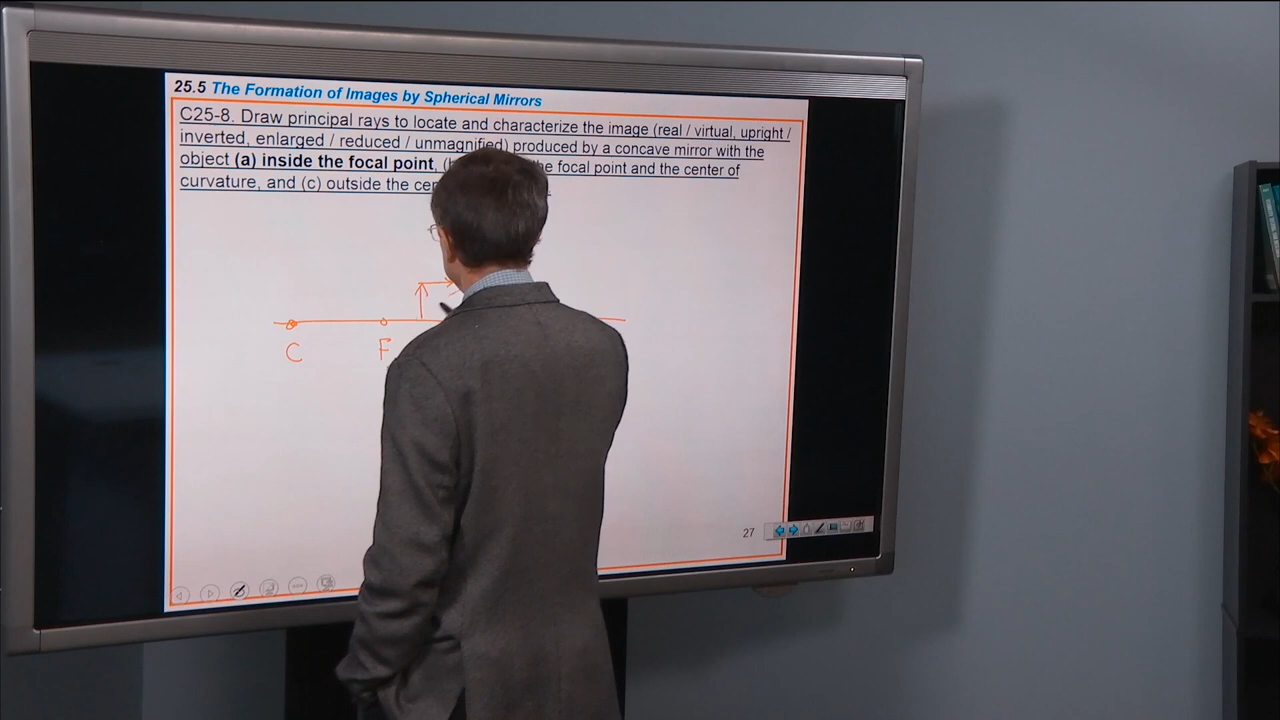 25.5 The Formation of Images by Spherical Mirrors
C25-8. Draw principal rays to locate and characterize the image (real / virtual, upright /
inverted, enlarged / reduced / unmagnified) produced by a concave mirror with the
object (a) inside the focal point, the focal point and the center of
curvature, and (c) outside the
C
F
27